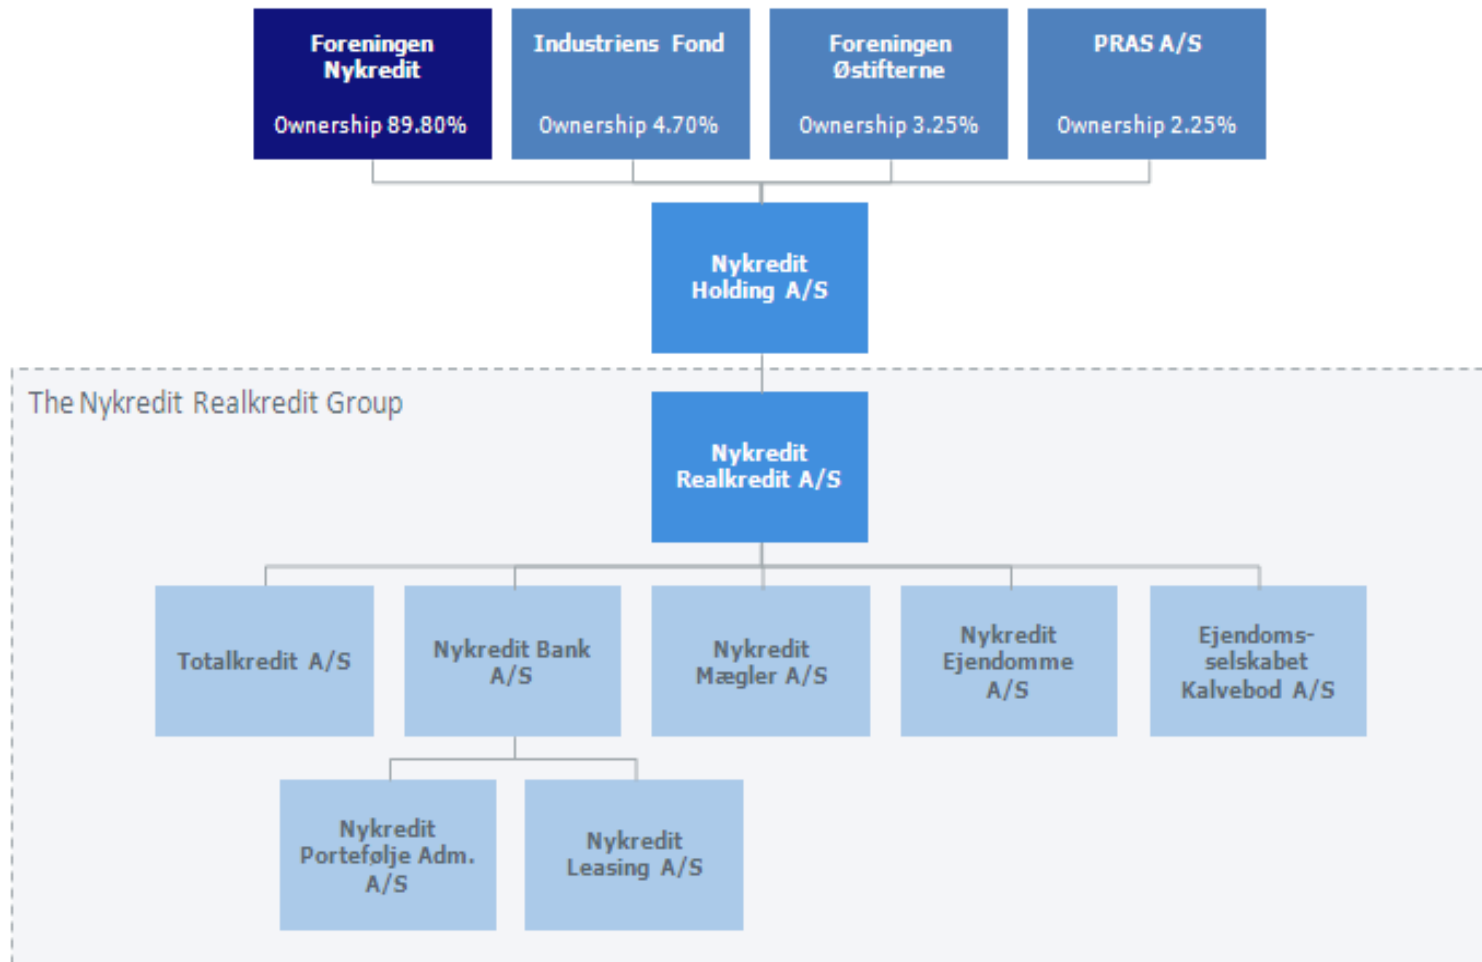 Foreningen
Nykredit
Ownership 89.80%
Industriens Fond
Ownership 4.70%
Foreningen
Østifterne
Ownership 3.25%
PRAS A/S
Ownership 2.25%
Nykredit
Holding A/S
The Nykredit Realkredit Group
Nykredit
Realkredit A/S
Totalkredit A/S
Nykredit Bank
A/S
Nykredit
Mægler A/S
Nykredit
Ejendomme
A/S
Ejendoms-
selskabet
Kalvebod A/S
Nykredit
Portefølje Adm.
A/S
Nykredit
Leasing A/S